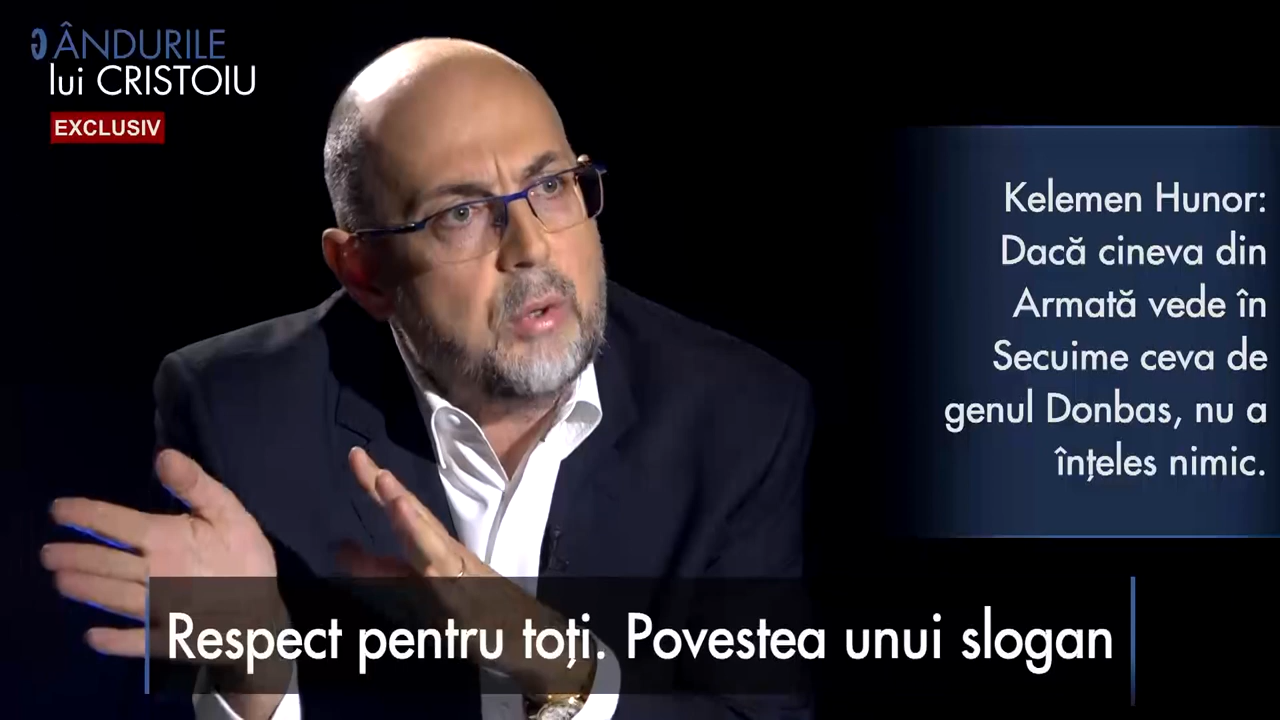 GÂNDURILE
lui CRISTOIU
EXCLUSIV
Kelemen Hunor:
Dacă cineva din
Armată vede în
Secuime ceva de
genul Donbas, nu a
înțeles nimic.
Respect pentru toți. Povestea unui slogan